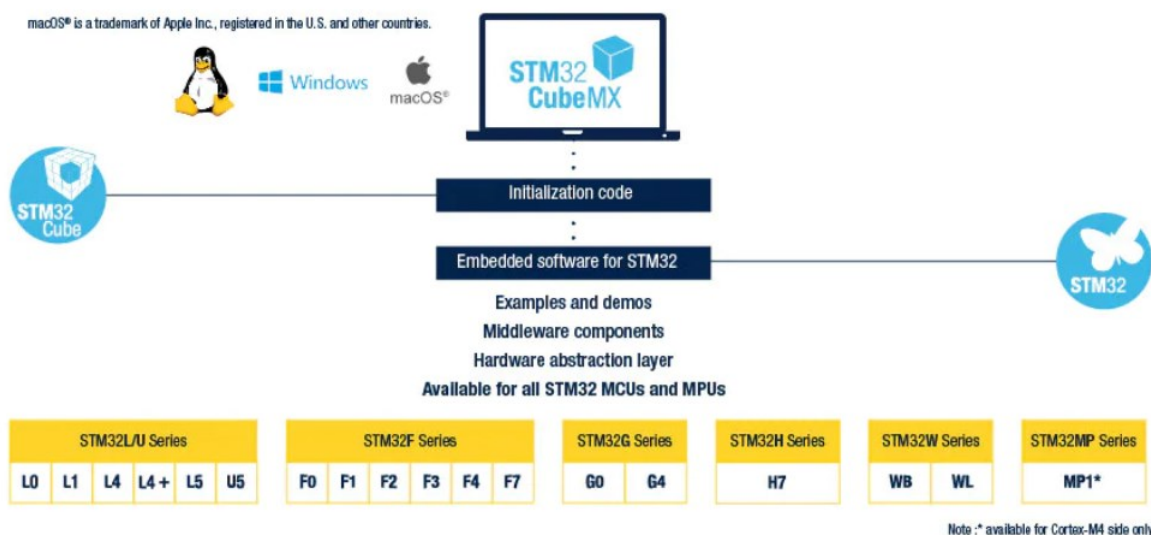 macOS® is a trademark of Apple Inc., registered in the U.S. and other countries.
Windows
macOS®
STM32
CubeMX
Initialization code
STM32
Cube
Embedded software for STM32
STM32
Examples and demos
Middleware components
Hardware abstraction layer
Available for all STM32 MCUs and MPUs
STM32L/U Series STM32F Series STM32G Series STM32H Series STM32W Series STM32MP Series
L0 L1 L4 L4+ L5 U5 F0 F1 F2 F3 F4 F7 G0 G4 H7 WB WL MP1*
Note :* available for Cortex-M4 side only